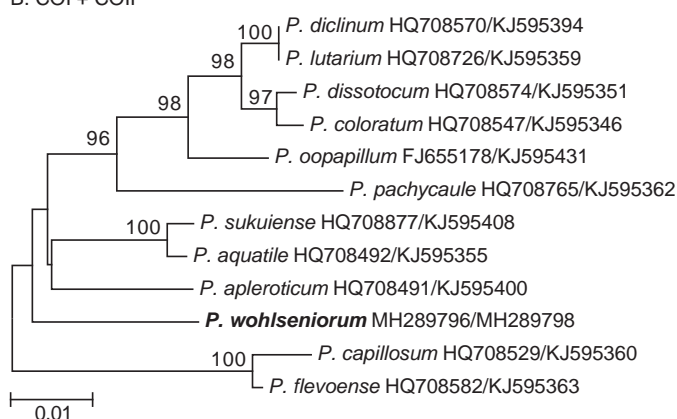 B. COI + COII
100
P. diclinum HQ708570/KJ595394
P. lutarium HQ708726/KJ595359
98
97
P. dissotocum HQ708574/KJ595351
P. coloratum HQ708547/KJ595346
98
P. oopapillum FJ655178/KJ595431
96
P. pachycaule HQ708765/KJ595362
100
P. sukuiense HQ708877/KJ595408
P. aquatile HQ708492/KJ595355
P. apleroticum HQ708491/KJ595400
P. wohlseniorum MH289796/MH289798
100
P. capillosum HQ708529/KJ595360
P. flevoense HQ708582/KJ595363
0.01